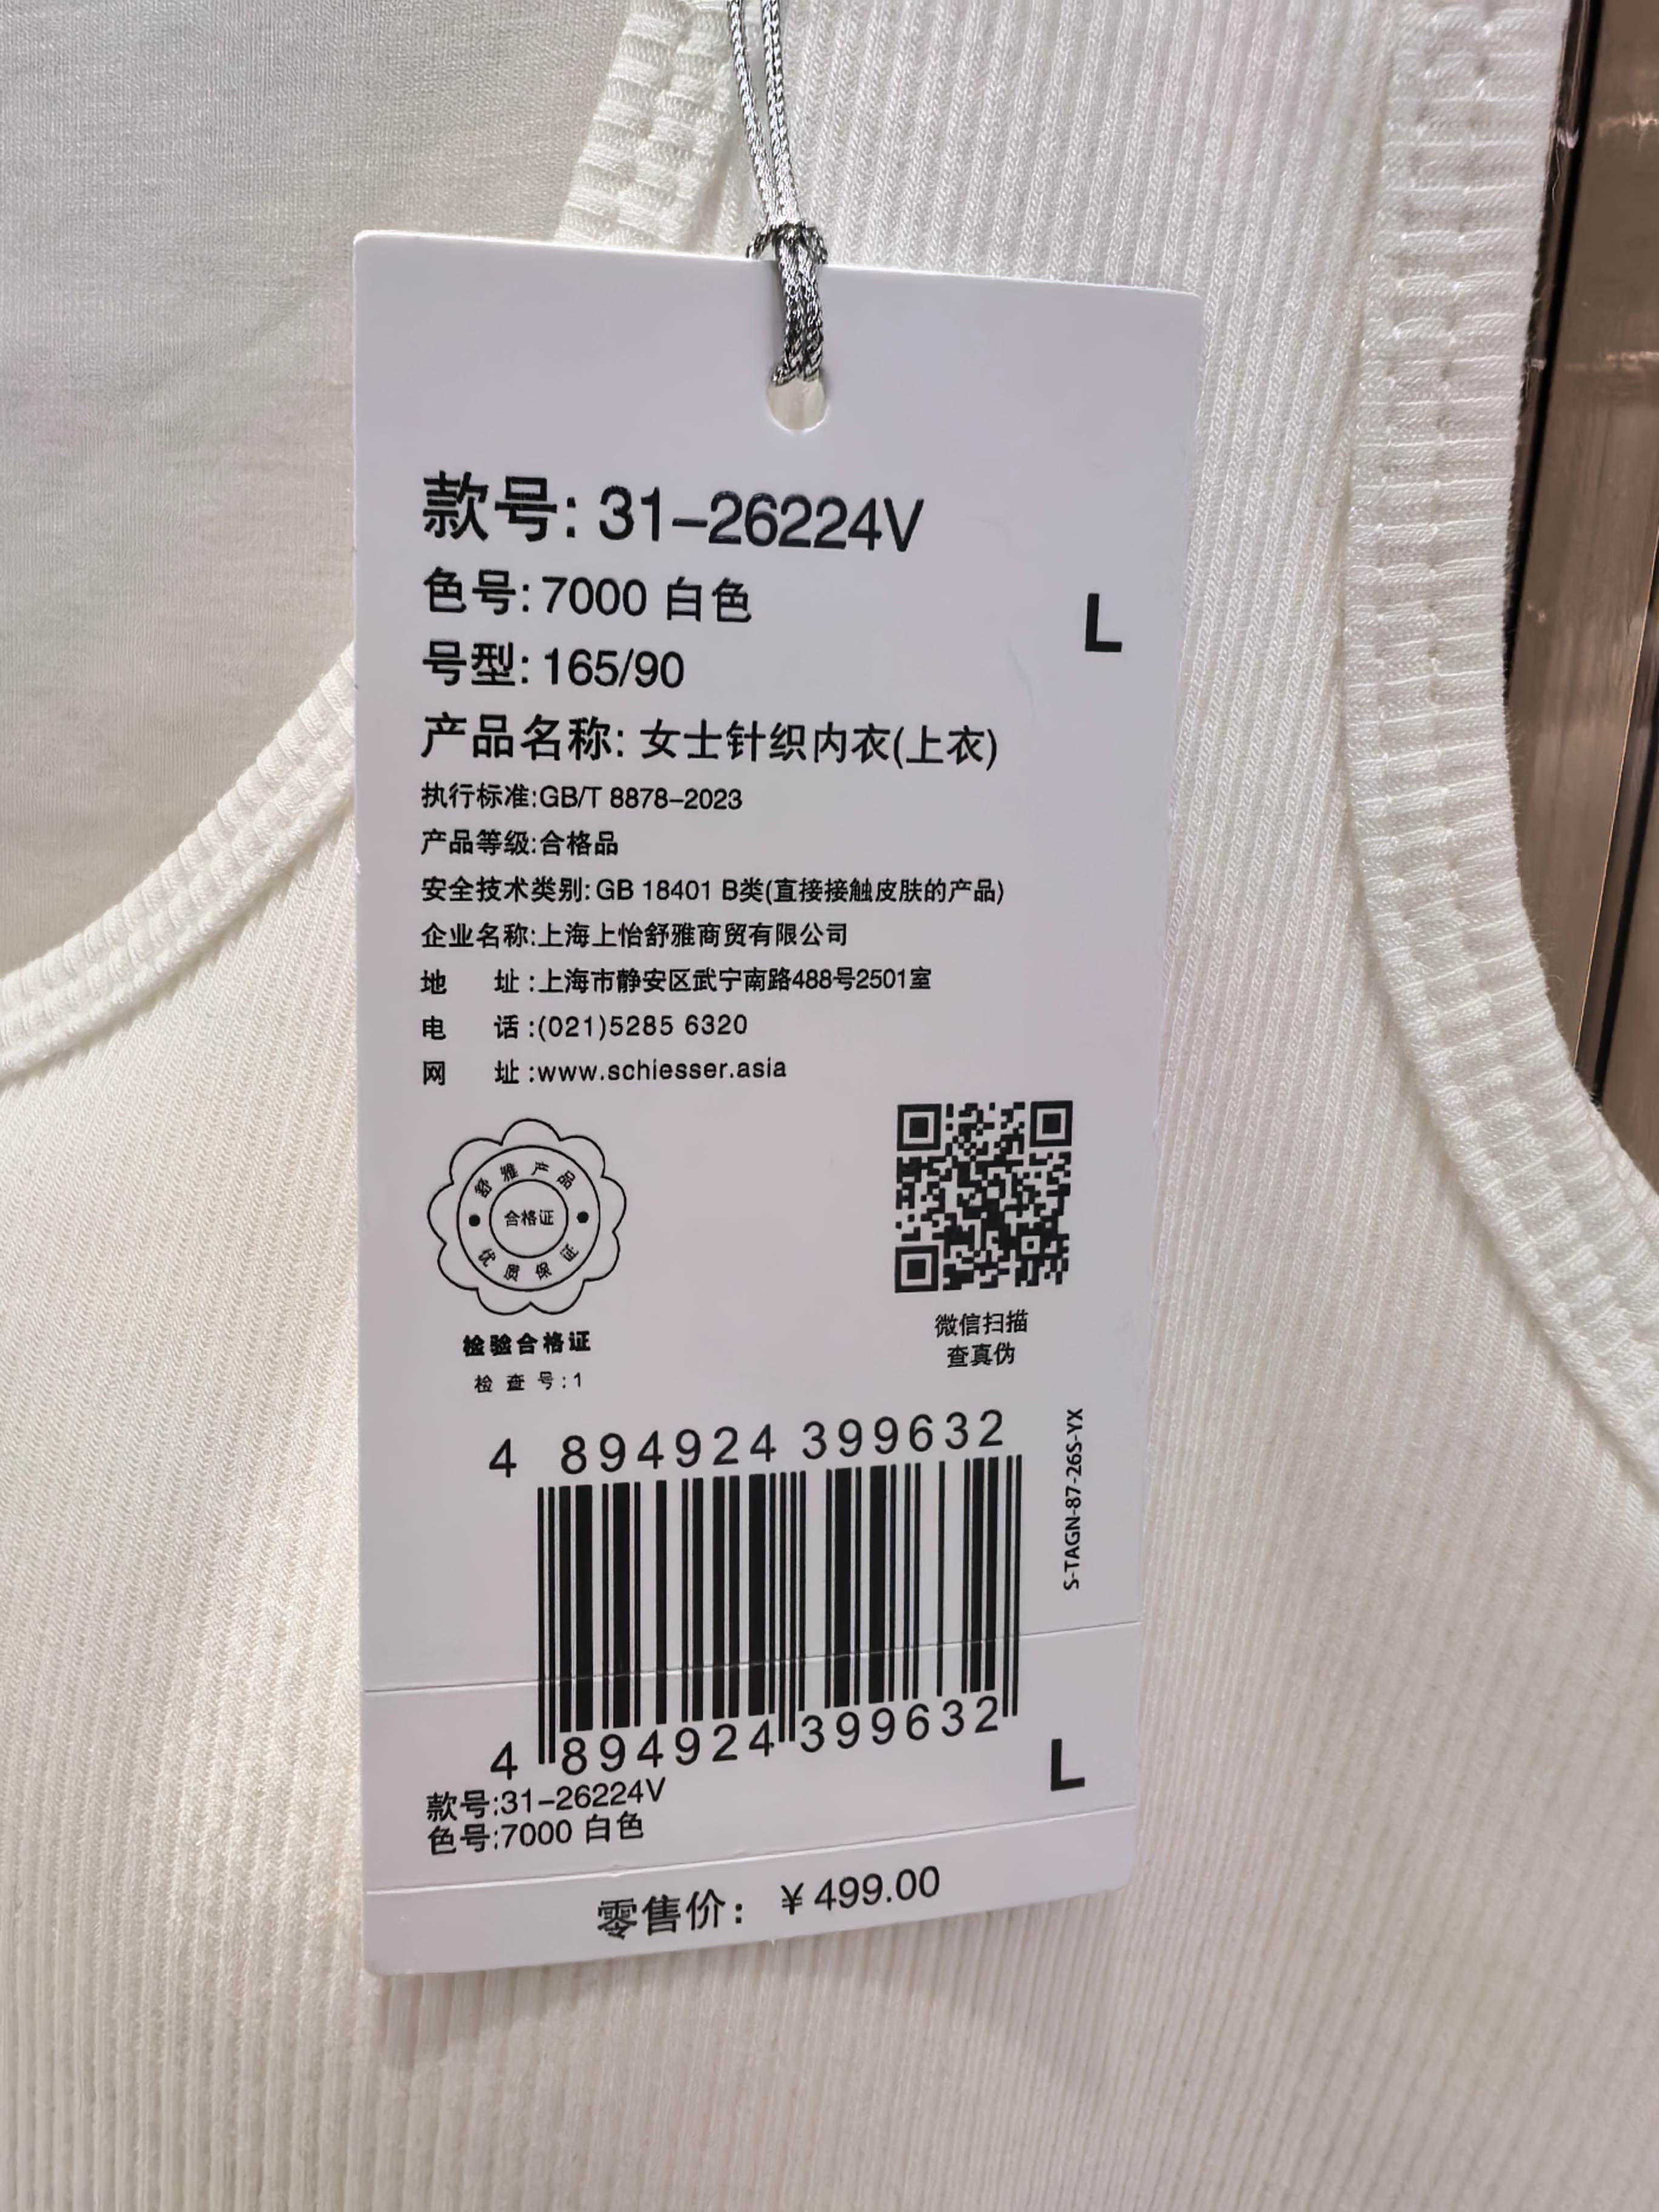 款号: 31-26224V
色号: 7000 白色
L
号型: 165/90
产品名称: 女士针织内衣(上衣)
执行标准:GB/T 8878-2023
产品等级:合格品
安全技术类别: GB 18401 B类(直接接触皮肤的产品)
企业名称:上海上怡舒雅商贸有限公司
地 址:上海市静安区武宁南路488号2501室
电 话:(021)5285 6320
网 址:www.schiesser.asia
舒雅产品
合格证
优质保证
检验合格证
检查号:1
微信扫描
查真伪
4 894924 399632
S-TAGN-87-26S-YX
4 894924 399632
L
款号:31-26224V
色号:7000 白色
零售价: ¥499.00